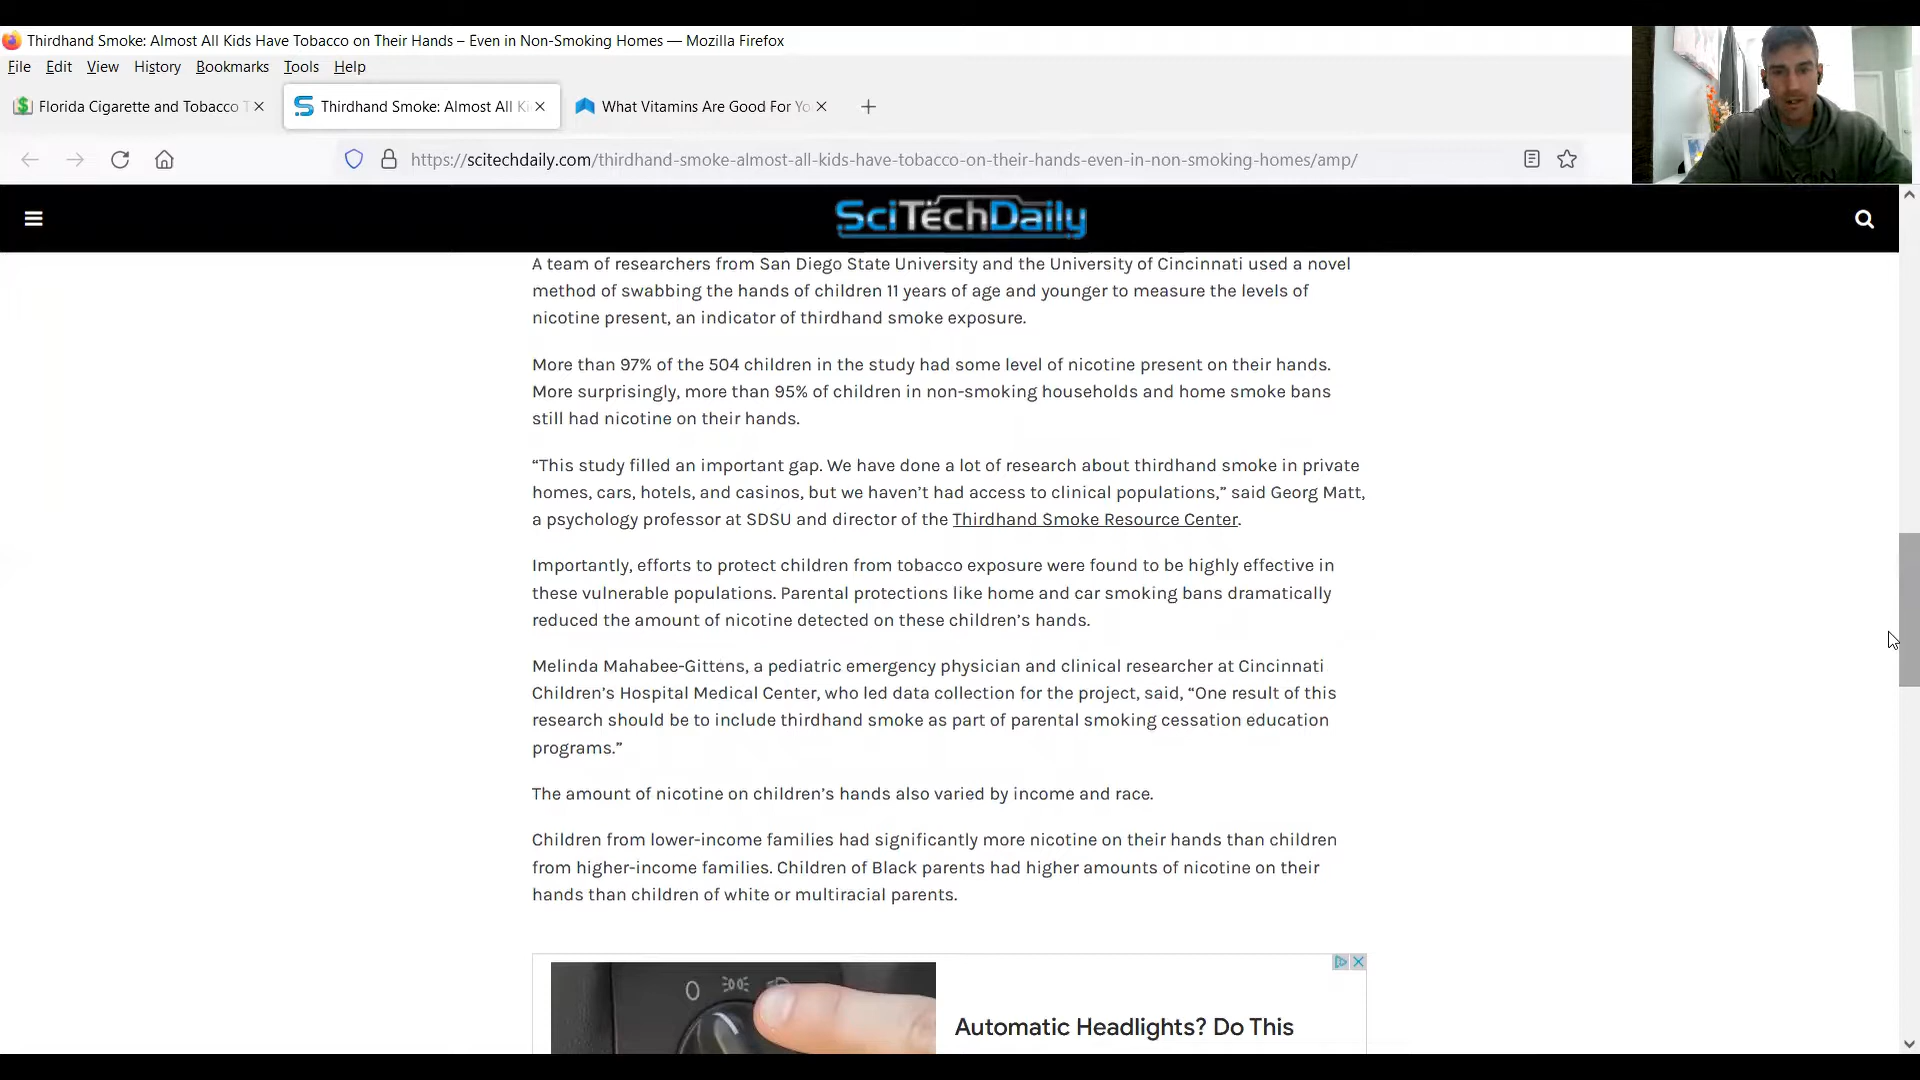 Thirdhand Smoke: Almost All Kids Have Tobacco on Their Hands – Even in Non-Smoking Homes — Mozilla Firefox
File Edit View History Bookmarks Tools Help
Florida Cigarette and Tobacco T
Thirdhand Smoke: Almost All Ki
What Vitamins Are Good For Yo
https://scitechdaily.com/thirdhand-smoke-almost-all-kids-have-tobacco-on-their-hands-even-in-non-smoking-homes/amp/
SciTechDaily
A team of researchers from San Diego State University and the University of Cincinnati used a novel
method of swabbing the hands of children 11 years of age and younger to measure the levels of
nicotine present, an indicator of thirdhand smoke exposure.
More than 97% of the 504 children in the study had some level of nicotine present on their hands.
More surprisingly, more than 95% of children in non-smoking households and home smoke bans
still had nicotine on their hands.
“This study filled an important gap. We have done a lot of research about thirdhand smoke in private
homes, cars, hotels, and casinos, but we haven’t had access to clinical populations,” said Georg Matt,
a psychology professor at SDSU and director of the Thirdhand Smoke Resource Center.
Importantly, efforts to protect children from tobacco exposure were found to be highly effective in
these vulnerable populations. Parental protections like home and car smoking bans dramatically
reduced the amount of nicotine detected on these children’s hands.
Melinda Mahabee-Gittens, a pediatric emergency physician and clinical researcher at Cincinnati
Children’s Hospital Medical Center, who led data collection for the project, said, “One result of this
research should be to include thirdhand smoke as part of parental smoking cessation education
programs.”
The amount of nicotine on children’s hands also varied by income and race.
Children from lower-income families had significantly more nicotine on their hands than children
from higher-income families. Children of Black parents had higher amounts of nicotine on their
hands than children of white or multiracial parents.
Automatic Headlights? Do This